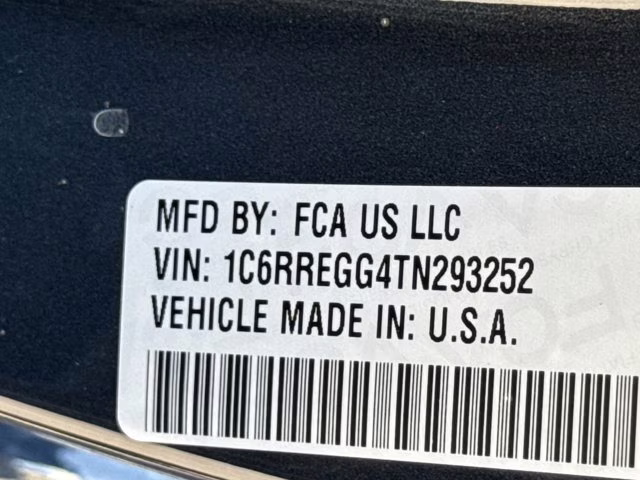 MFD BY: FCA US LLC
VIN: 1C6RREGG4TN293252
VEHICLE MADE IN: U.S.A.